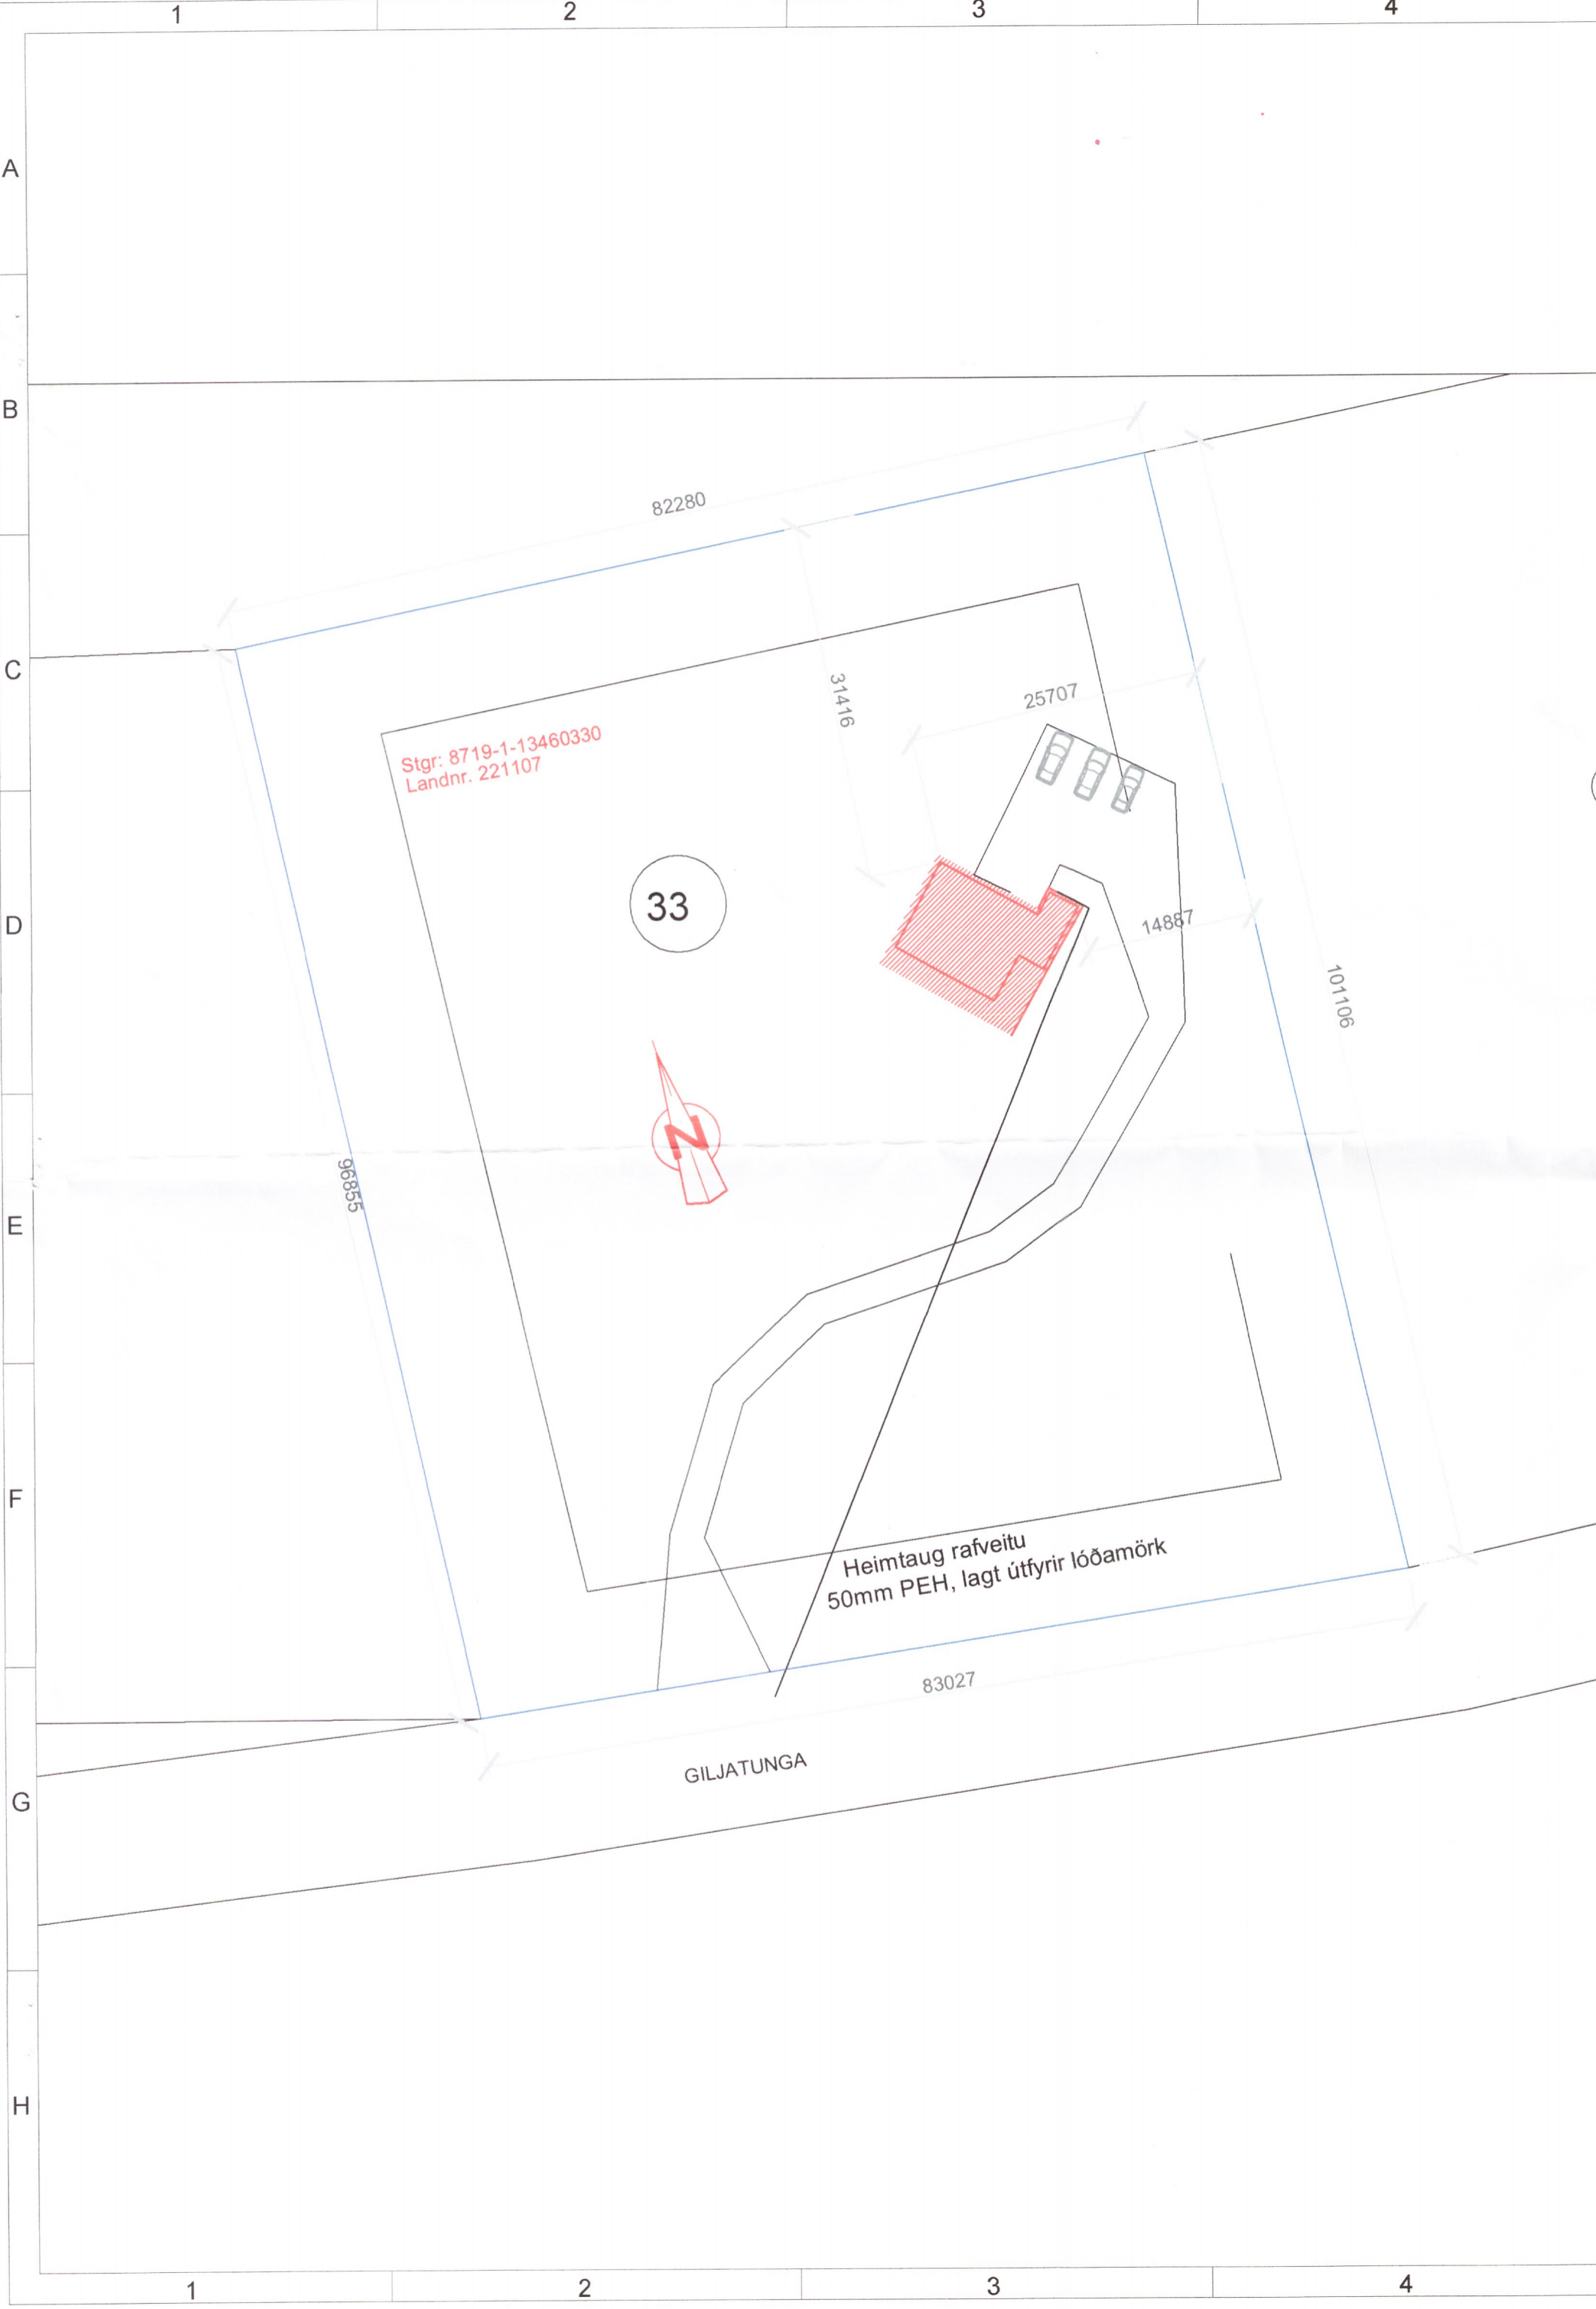 1 2 3 4
A
B
82280
C
31416
25707
Stgr: 8719-1-13460330
Landnr. 221107
33
D
14887
101106
N
96855
E
F
Heimtaug rafveitu
50mm PEH, lagt útfyrir lóðamörk
83027
GILJATUNGA
G
H
1 2 3 4